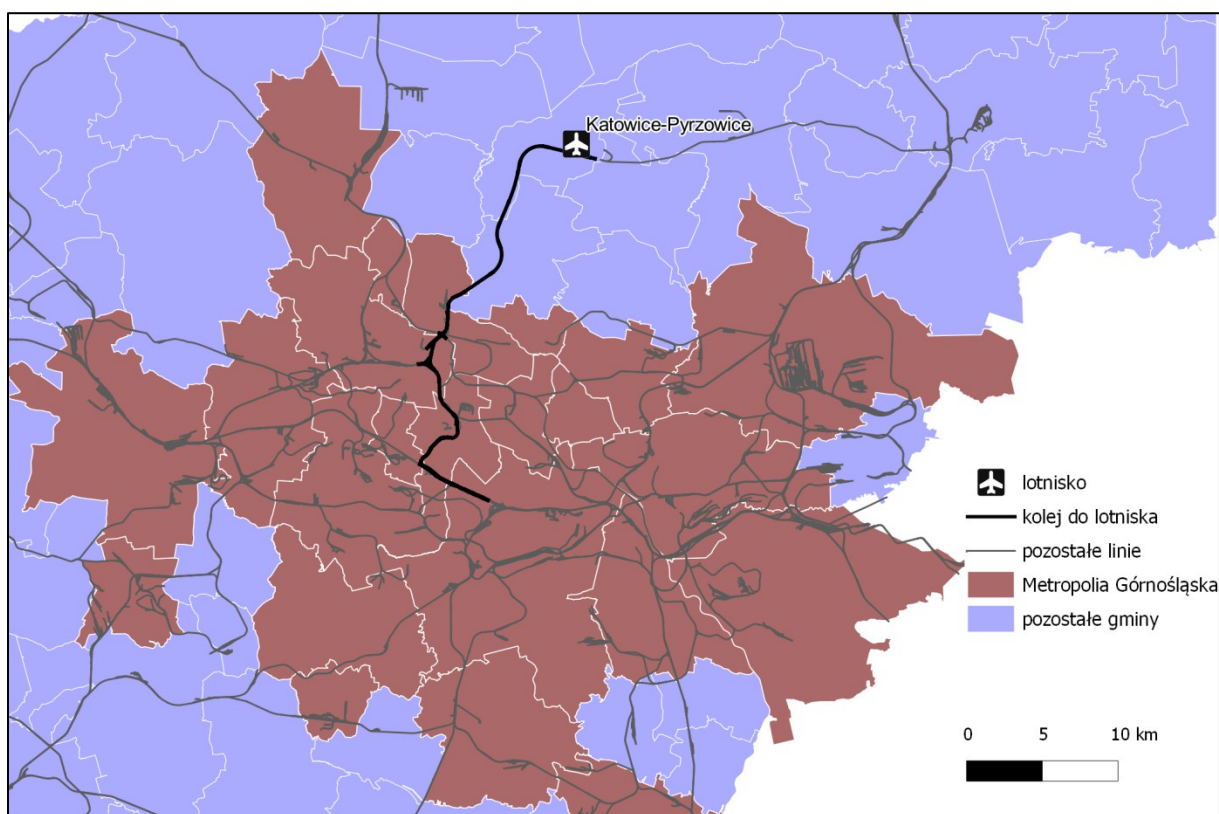 Katowice-Pyrzowice
lotnisko
kolej do lotniska
pozostałe linie
Metropolia Górnośląska
pozostałe gminy
0 5 10 km